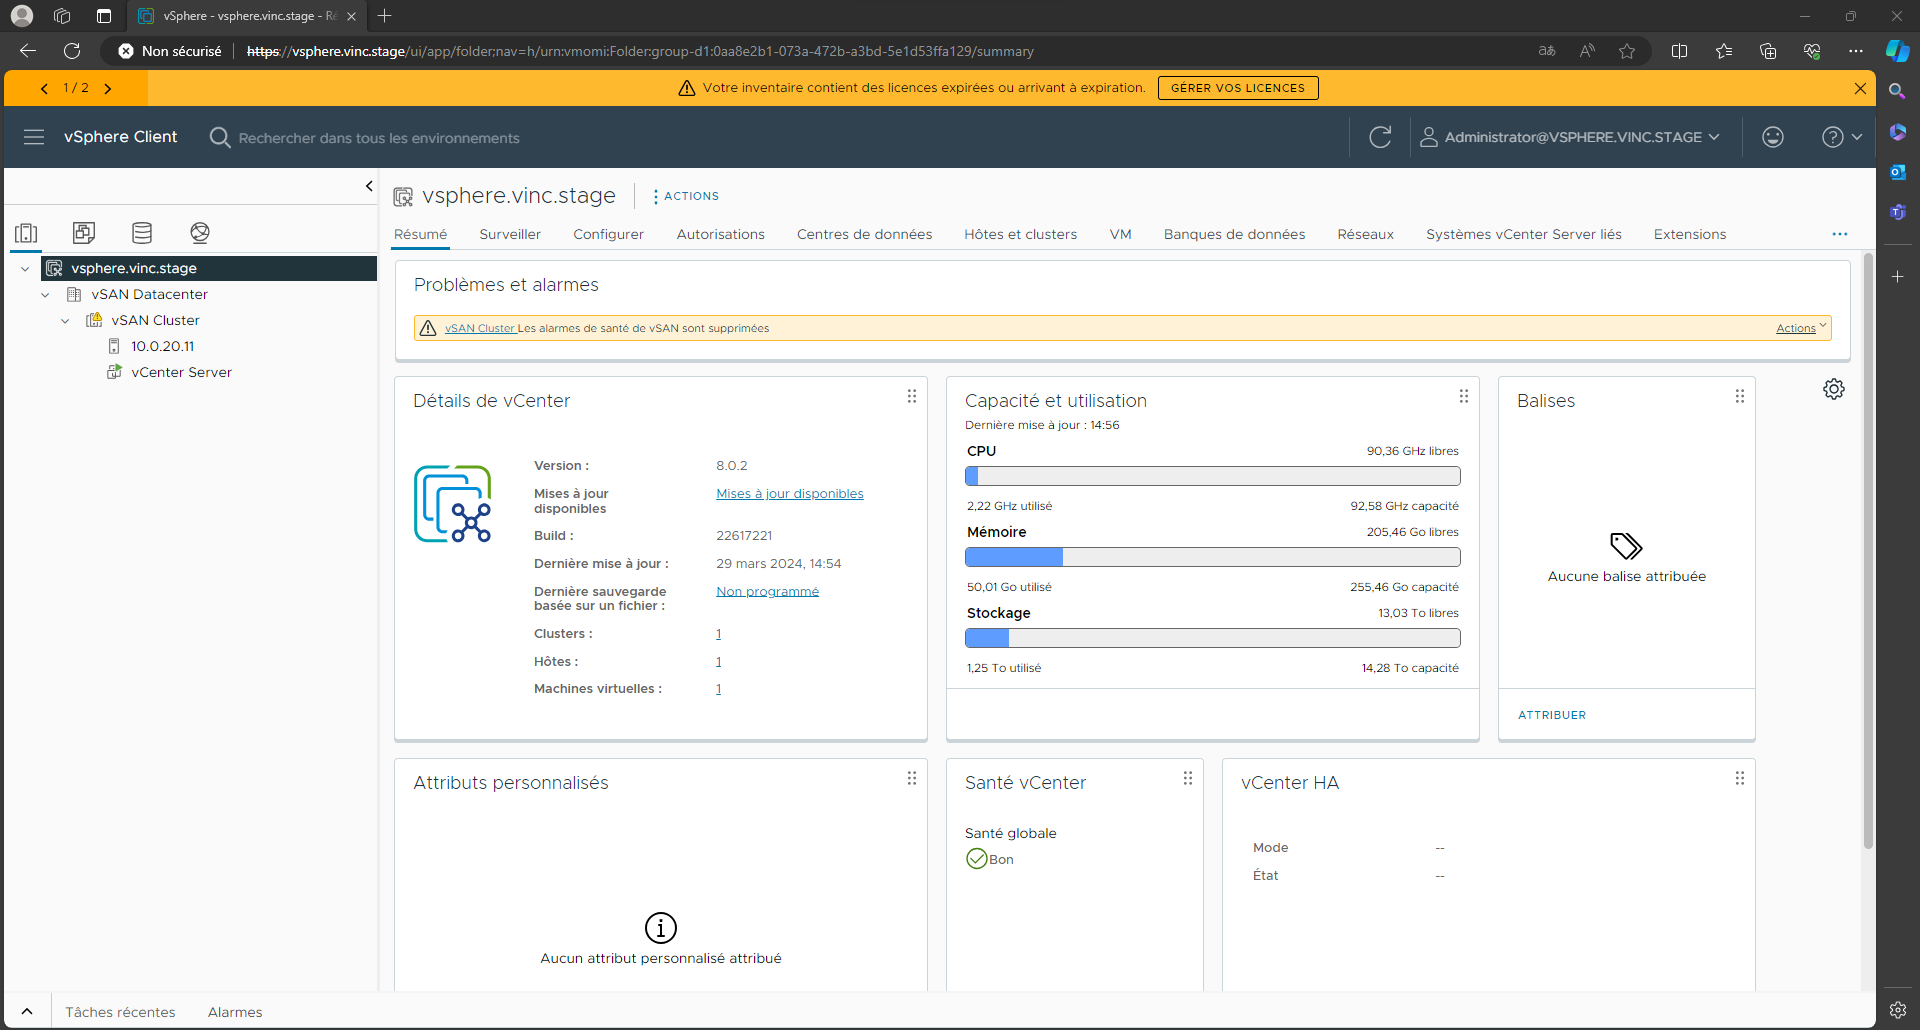 vSphere - vsphere.vinc.stage - Ré
Non sécurisé
https://vsphere.vinc.stage/ui/app/folder;nav=h/urn:vmomi:Folder:group-d1:0aa8e2b1-073a-472b-a3bd-5e1d53ffa129/summary
1 / 2
Votre inventaire contient des licences expirées ou arrivant à expiration.
GÉRER VOS LICENCES
vSphere Client
Rechercher dans tous les environnements
Administrator@VSPHERE.VINC.STAGE
vsphere.vinc.stage
ACTIONS
Résumé
Surveiller
Configurer
Autorisations
Centres de données
Hôtes et clusters
VM
Banques de données
Réseaux
Systèmes vCenter Server liés
Extensions
vsphere.vinc.stage
vSAN Datacenter
vSAN Cluster
10.0.20.11
vCenter Server
Problèmes et alarmes
vSAN Cluster Les alarmes de santé de vSAN sont supprimées
Actions
Détails de vCenter
Version :
8.0.2
Mises à jour
disponibles
Mises à jour disponibles
Build :
22617221
Dernière mise à jour :
29 mars 2024, 14:54
Dernière sauvegarde
basée sur un fichier :
Non programmé
Clusters :
1
Hôtes :
1
Machines virtuelles :
1
Capacité et utilisation
Dernière mise à jour : 14:56
CPU
90,36 GHz libres
2,22 GHz utilisé
92,58 GHz capacité
Mémoire
205,46 Go libres
50,01 Go utilisé
255,46 Go capacité
Stockage
13,03 To libres
1,25 To utilisé
14,28 To capacité
Balises
Aucune balise attribuée
ATTRIBUER
Attributs personnalisés
Aucun attribut personnalisé attribué
Santé vCenter
Santé globale
Bon
vCenter HA
Mode
--
État
--
Tâches récentes
Alarmes